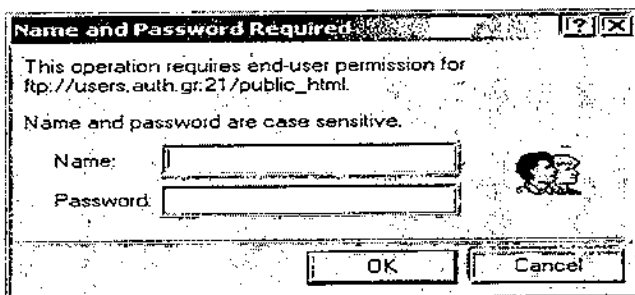 Name and Password Required
This operation requires end-user permission for
ftp://users.auth.gr:21/public_html.
Name and password are case sensitive.
Name:
Password:
OK
Cancel